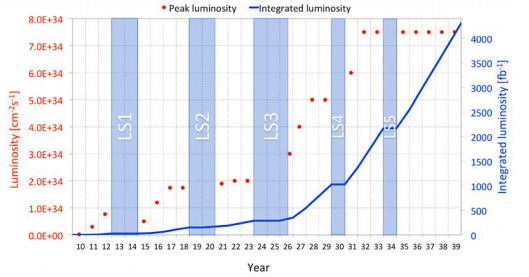 Peak luminosity
Integrated luminosity
8.0E+34
7.0E+34
6.0E+34
5.0E+34
4.0E+34
3.0E+34
2.0E+34
1.0E+34
0.0E+00
Luminosity [cm⁻²s⁻¹]
LS1
LS2
LS3
LS4
LS5
4000
3500
3000
2500
2000
1500
1000
500
0
Integrated luminosity [fb⁻¹]
10 11 12 13 14 15 16 17 18 19 20 21 22 23 24 25 26 26 27 28 29 30 31 32 33 34 35 36 37 38 39
Year